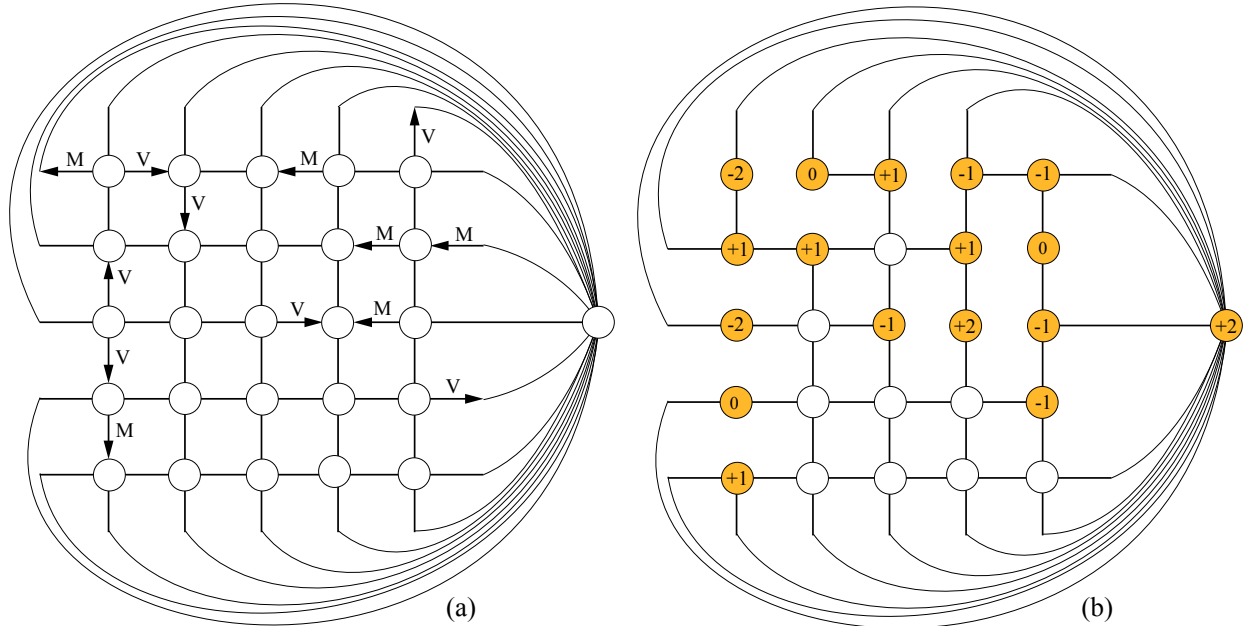 V
M V M
-2 0 +1 -1 -1
V
M M
+1 +1 +1 0
V
V M
-2 -1 +2 -1 +2
V
V
0 -1
M
+1
(a) (b)